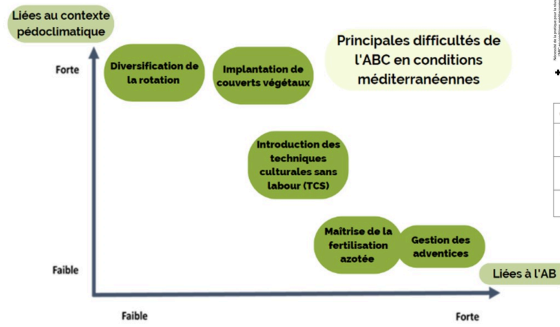 Liées au contexte
pédoclimatique
Forte
Diversification de
la rotation
Implantation de
couverts végétaux
Principales difficultés de
l'ABC en conditions
méditerranéennes
Introduction des
techniques
culturales sans
labour (TCS)
Maîtrise de la
fertilisation
azotée
Gestion des
adventices
Faible
Liées à l'AB
Faible
Forte